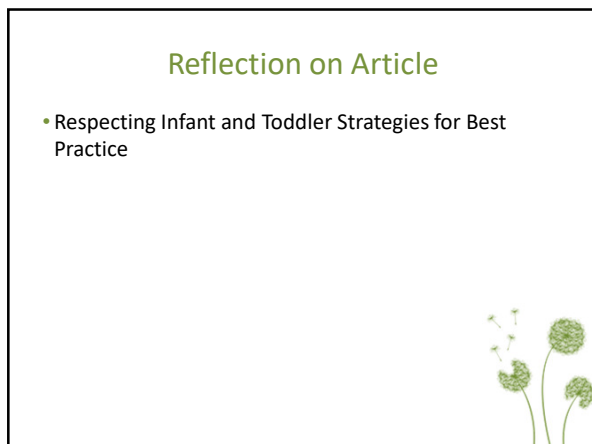 Reflection on Article
• Respecting Infant and Toddler Strategies for Best
Practice